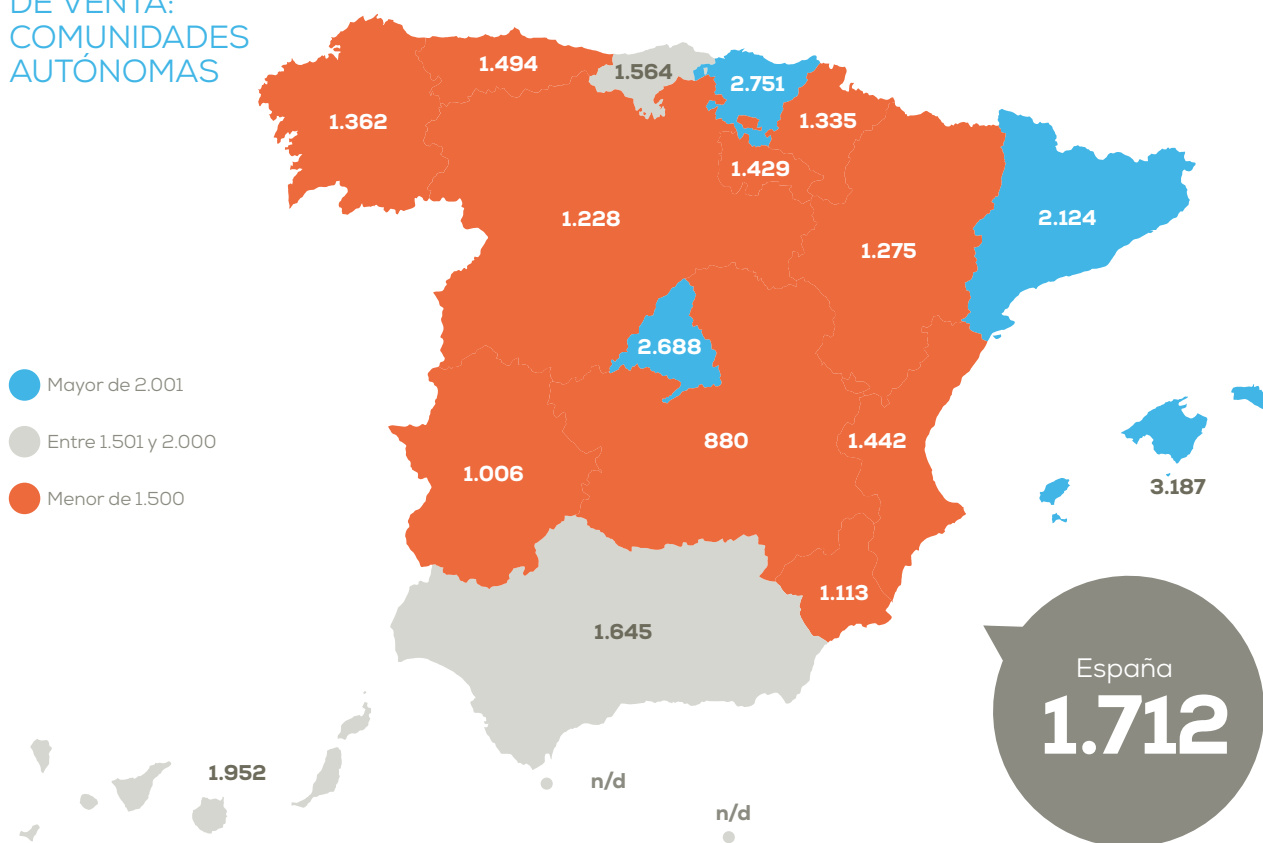 DE VENTA:
COMUNIDADES
AUTÓNOMAS
1.494
1.564
2.751
1.362
1.335
1.429
1.228
2.124
1.275
2.688
Mayor de 2.001
Entre 1.501 y 2.000
Menor de 1.500
880
1.442
1.006
3.187
1.113
1.645
España
1.712
1.952
n/d
n/d